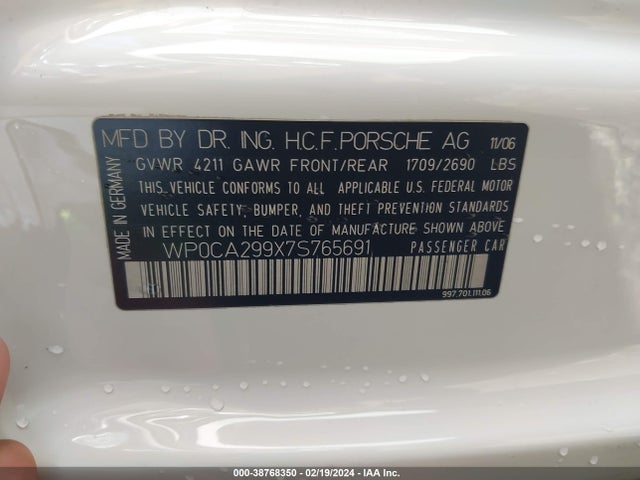 MFD BY DR. ING. H.C.F. PORSCHE AG 11/06
GVWR 4211 GAWR FRONT/REAR 1709/2690 LBS
THIS VEHICLE CONFORMS TO ALL APPLICABLE U.S. FEDERAL MOTOR
VEHICLE SAFETY, BUMPER, AND THEFT PREVENTION STANDARDS
IN EFFECT ON THE DATE OF MANUFACTURE SHOWN ABOVE.
WP0CA299X7S765691 PASSENGER CAR
997.701.111.06
MADE IN GERMANY
000-38768350 - 02/19/2024 - IAA Inc.